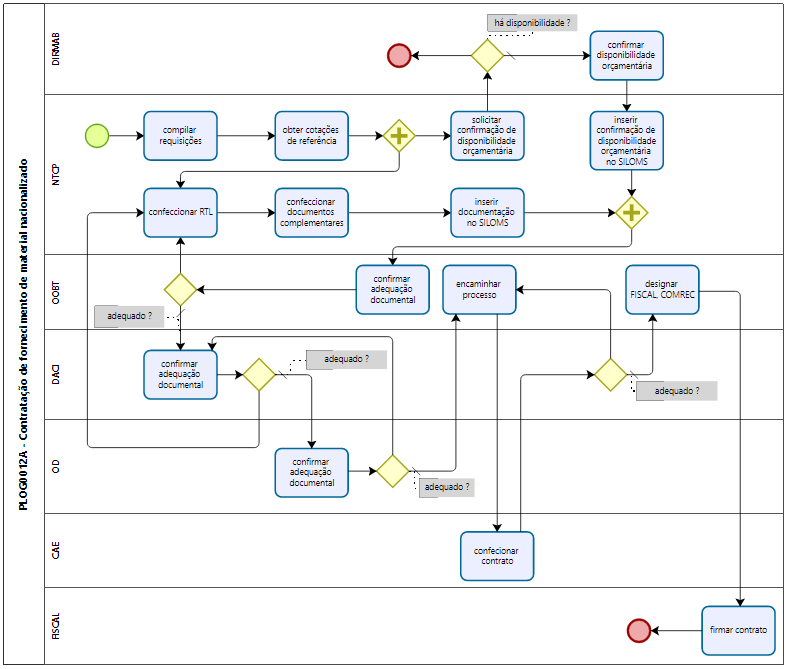 PLOG0012A - Contratação de fornecimento de material nacionalizado
DIRMAB
há disponibilidade ?
confirmar
disponibilidade
orçamentária
NTCP
compilar
requisições
obter cotações
de referência
solicitar
confirmação de
disponibilidade
orçamentária
inserir
confirmação de
disponibilidade
orçamentária
no SILOMS
confeccionar RTL
confeccionar
documentos
complementares
inserir
documentação
no SILOMS
OOBT
adequado ?
confirmar
adequação
documental
encaminhar
processo
designar
FISCAL, COMREC
DACI
confirmar
adequação
documental
adequado ?
adequado ?
OD
confirmar
adequação
documental
adequado ?
CAE
confecionar
contrato
FISCAL
firmar contrato